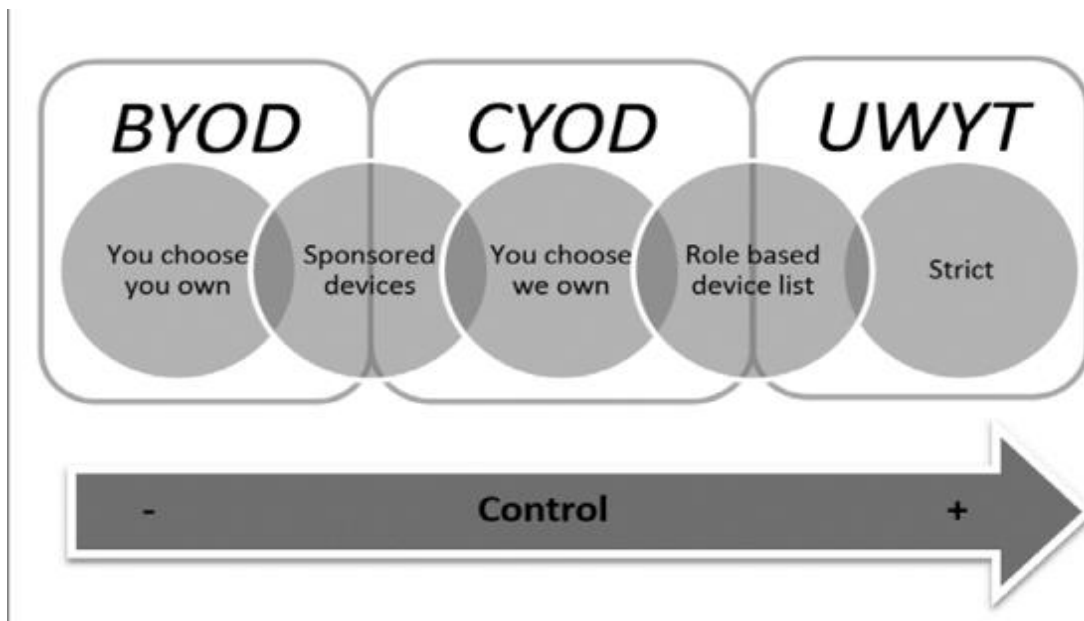 BYOD
CYOD
UWYT
You choose
you own
Sponsored
devices
You choose
we own
Role based
device list
Strict
-
Control
+